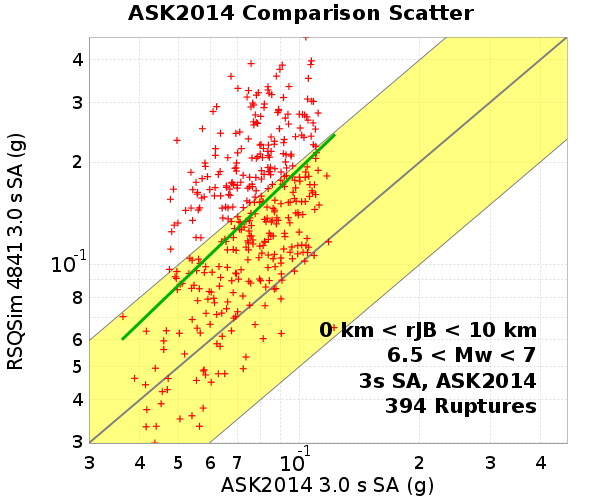 ASK2014 Comparison Scatter
RSQSim 4841 3.0 s SA (g)
4
3
2
10-1
8
6
5
4
3
0 km < rJB < 10 km
6.5 < Mw < 7
3s SA, ASK2014
394 Ruptures
3 4 5 6 7 10-1 2 3 4
ASK2014 3.0 s SA (g)